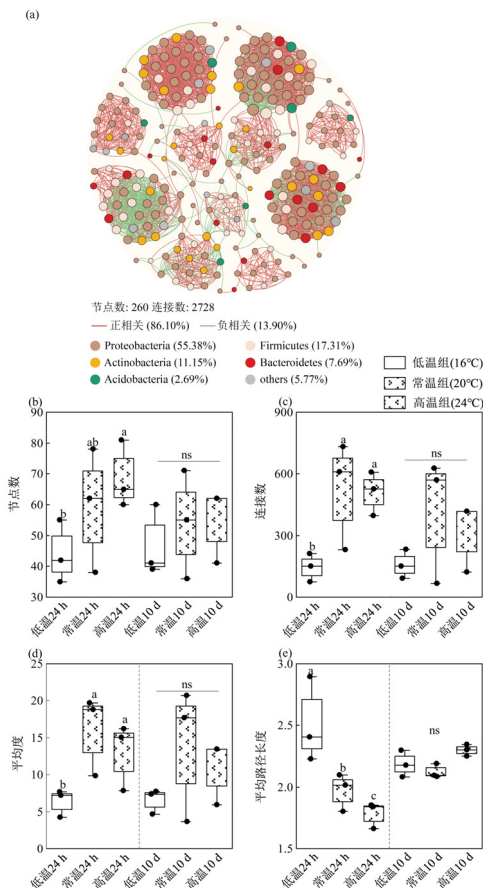 (a)
节点数: 260 连接数: 2728
正相关 (86.10%) 负相关 (13.90%)
Proteobacteria (55.38%) Firmicutes (17.31%)
Actinobacteria (11.15%) Bacteroidetes (7.69%)
Acidobacteria (2.69%) others (5.77%)
低温组(16℃)
常温组(20℃)
高温组(24℃)
(b)
节点数
90
80
70
60
50
40
30
b
ab
a
ns
低温24 h
常温24 h
高温24 h
低温10 d
常温10 d
高温10 d
(c)
连接数
900
600
300
0
b
a
a
ns
低温24 h
常温24 h
高温24 h
低温10 d
常温10 d
高温10 d
(d)
平均度
25
20
15
10
5
0
b
a
a
ns
低温24 h
常温24 h
高温24 h
低温10 d
常温10 d
高温10 d
(e)
平均路径长度
3.0
2.5
2.0
1.5
a
b
c
ns
低温24 h
常温24 h
高温24 h
低温10 d
常温10 d
高温10 d